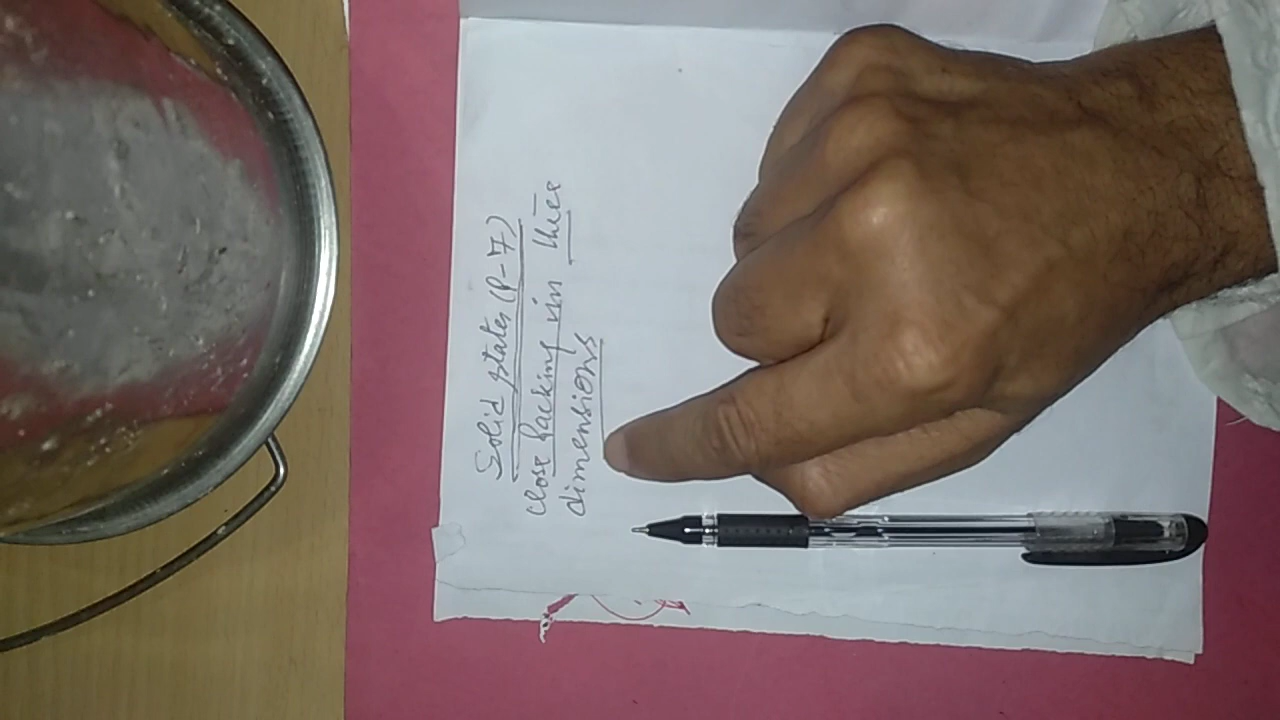 Solid states (P-7)
Close Packing in three
dimensions